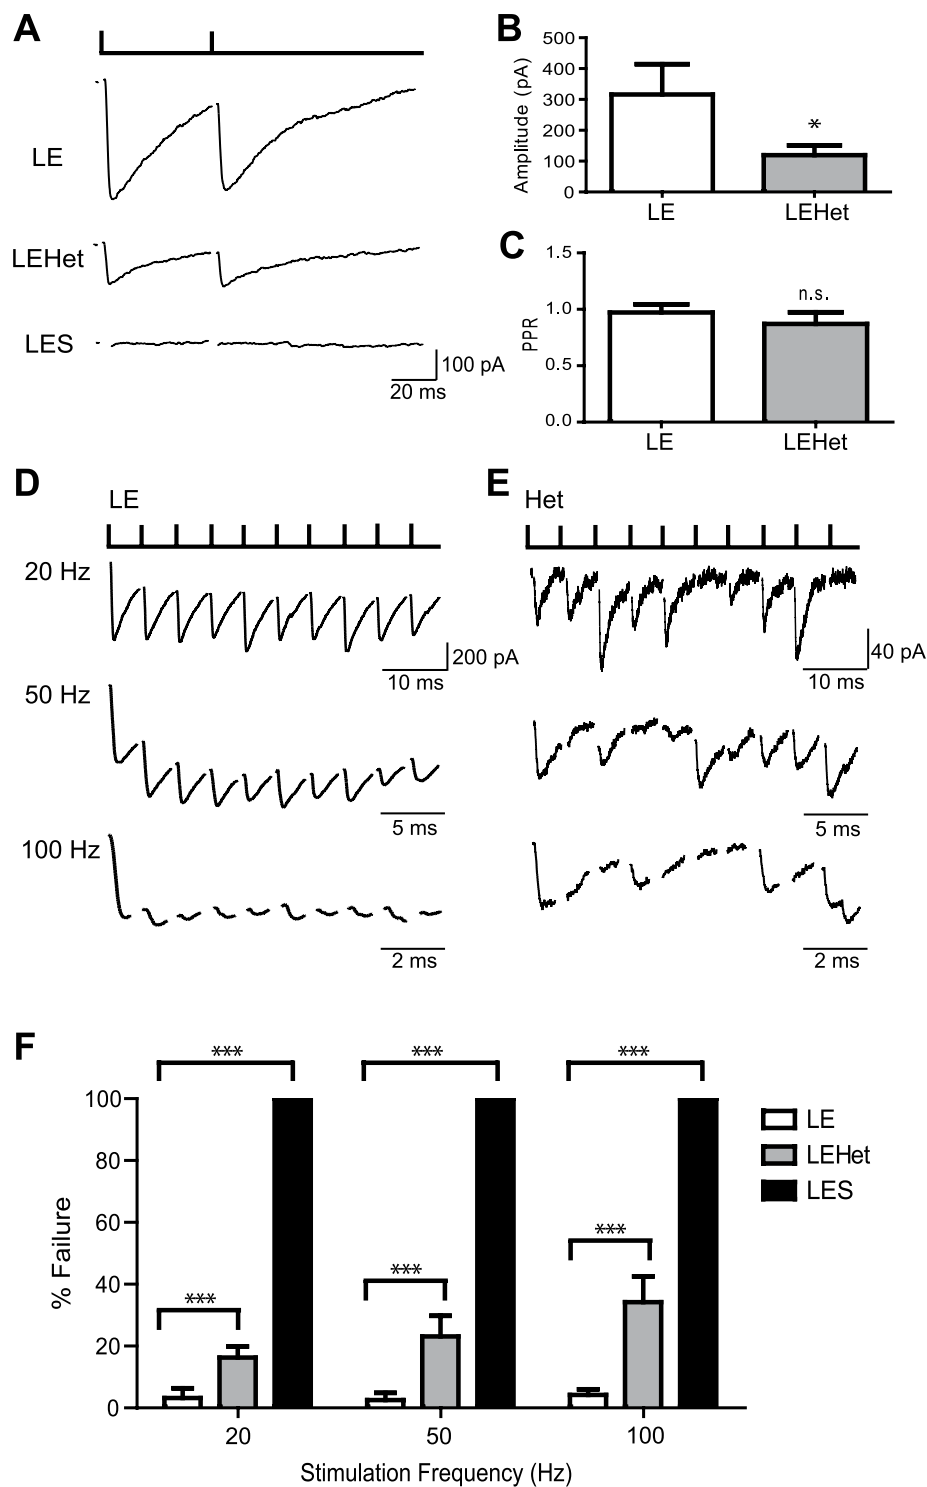 A
LE
LEHet
LES
100 pA
20 ms
B
500
400
300
200
100
0
Amplitude (pA)
*
LE
LEHet
C
1.5
1.0
0.5
0.0
PPR
n.s.
LE
LEHet
D
LE
20 Hz
200 pA
10 ms
50 Hz
5 ms
100 Hz
2 ms
E
Het
40 pA
10 ms
5 ms
2 ms
F
*** *** ***
100
80
60
40
20
0
% Failure
*** *** ***
20 50 100
Stimulation Frequency (Hz)
LE
LEHet
LES